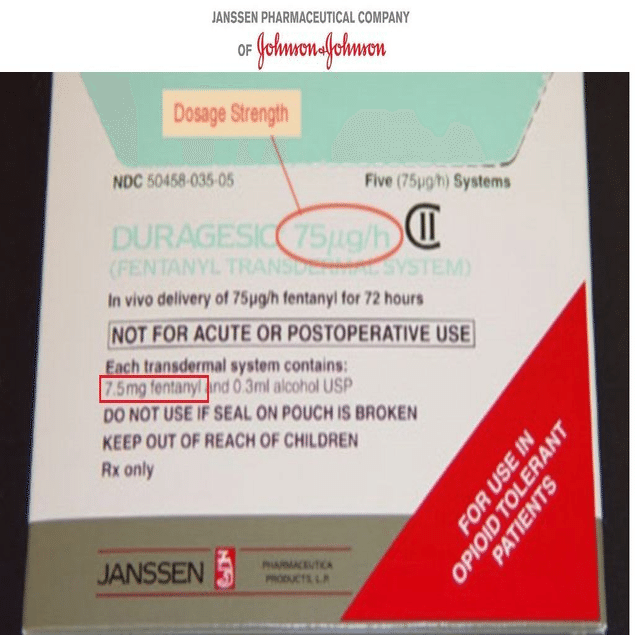 JANSSEN PHARMACEUTICAL COMPANY
OF Johnson & Johnson
Dosage Strength
NDC 50458-035-05
Five (75µg/h) Systems
DURAGESIC 75µg/h CII
(FENTANYL TRANSDERMAL SYSTEM)
In vivo delivery of 75µg/h fentanyl for 72 hours
NOT FOR ACUTE OR POSTOPERATIVE USE
Each transdermal system contains:
7.5mg fentanyl and 0.3ml alcohol USP
DO NOT USE IF SEAL ON POUCH IS BROKEN
KEEP OUT OF REACH OF CHILDREN
Rx only
FOR USE IN
OPIOID TOLERANT
PATIENTS
JANSSEN
PHARMACEUTICA
PRODUCTS, L.P.